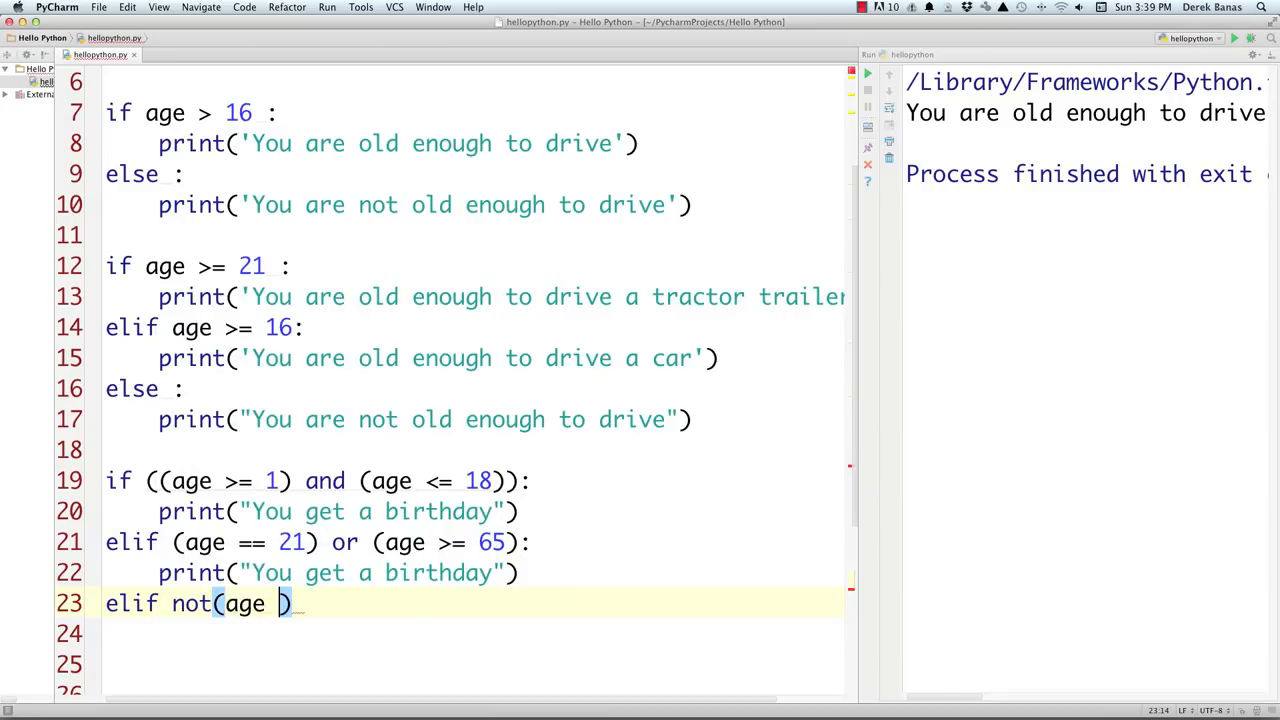 PyCharm File Edit View Navigate Code Refactor Run Tools VCS Window Help 10 Sun 3:39 PM Derek Banas
hellopython.py - Hello Python - [~/PycharmProjects/Hello Python]
Hello Python hellopython.py hellopython
hellopython.py Run hellopython
Hello P
hell
Externa
6
7 if age > 16 :
8 print('You are old enough to drive')
9 else :
10 print('You are not old enough to drive')
11
12 if age >= 21 :
13 print('You are old enough to drive a tractor trailer
14 elif age >= 16:
15 print('You are old enough to drive a car')
16 else :
17 print("You are not old enough to drive")
18
19 if ((age >= 1) and (age <= 18)):
20 print("You get a birthday")
21 elif (age == 21) or (age >= 65):
22 print("You get a birthday")
23 elif not(age )
24
25
26
/Library/Frameworks/Python.
You are old enough to drive
Process finished with exit
23:14 LF UTF-8